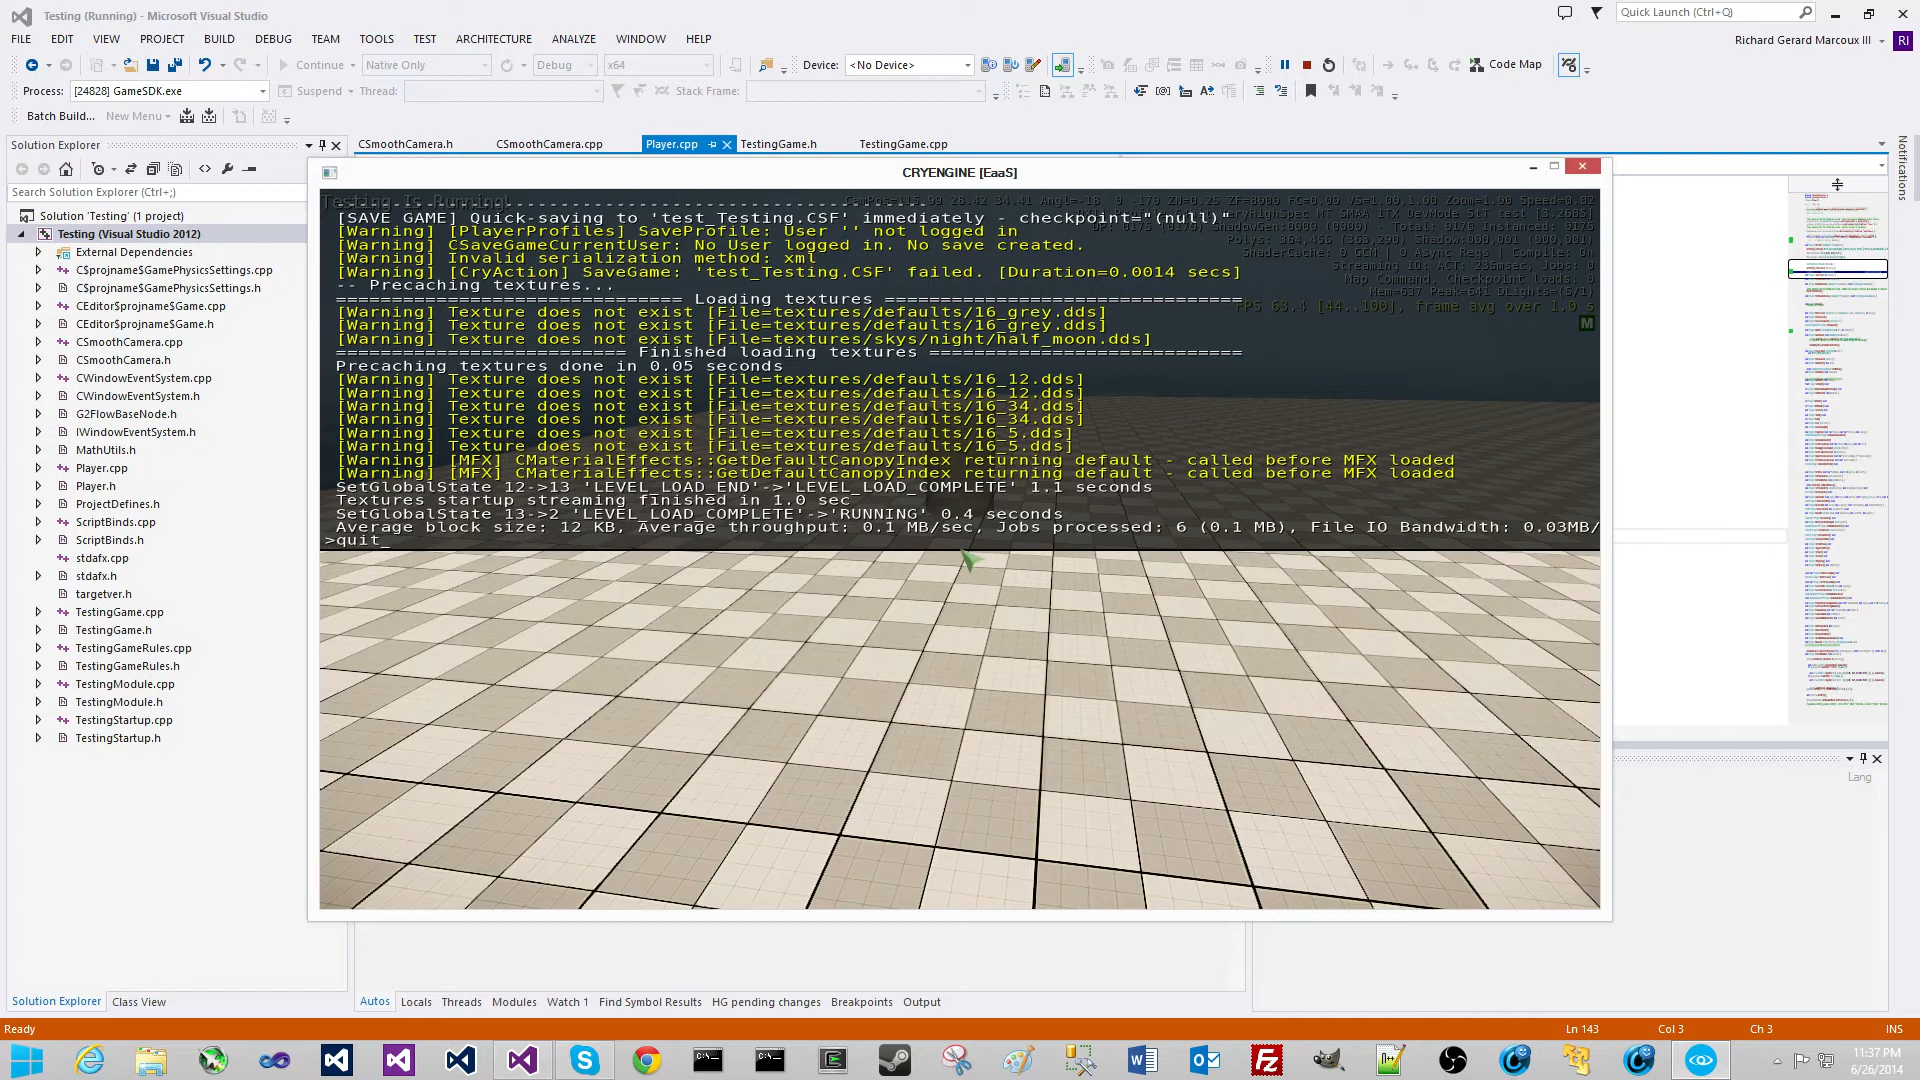 Testing (Running) - Microsoft Visual Studio
Quick Launch (Ctrl+Q)
FILE EDIT VIEW PROJECT BUILD DEBUG TEAM TOOLS TEST ARCHITECTURE ANALYZE WINDOW HELP
Richard Gerard Marcoux III RI
Continue Native Only Debug x64 Device: <No Device> Code Map
Process: [24828] GameSDK.exe Suspend Thread: Stack Frame:
Batch Build... New Menu
Solution Explorer
CSmoothCamera.h CSmoothCamera.cpp Player.cpp TestingGame.h TestingGame.cpp
Notifications
Search Solution Explorer (Ctrl+;)
Solution 'Testing' (1 project)
Testing (Visual Studio 2012)
External Dependencies
C$projname$GamePhysicsSettings.cpp
C$projname$GamePhysicsSettings.h
CEditor$projname$Game.cpp
CEditor$projname$Game.h
CSmoothCamera.cpp
CSmoothCamera.h
CWindowEventSystem.cpp
CWindowEventSystem.h
G2FlowBaseNode.h
IWindowEventSystem.h
MathUtils.h
Player.cpp
Player.h
ProjectDefines.h
ScriptBinds.cpp
ScriptBinds.h
stdafx.cpp
stdafx.h
targetver.h
TestingGame.cpp
TestingGame.h
TestingGameRules.cpp
TestingGameRules.h
TestingModule.cpp
TestingModule.h
TestingStartup.cpp
TestingStartup.h
CRYENGINE [EaaS]
Testing Is Running!
[SAVE GAME] Quick-saving to 'test_Testing.CSF' immediately - checkpoint="(null)"
[Warning] [PlayerProfiles] SaveProfile: User '' not logged in
[Warning] CSaveGameCurrentUser: No User logged in. No save created.
[Warning] Invalid serialization method: xml
[Warning] [CryAction] SaveGame: 'test_Testing.CSF' failed. [Duration=0.0014 secs]
-- Precaching textures...
=============================== Loading textures ================================
[Warning] Texture does not exist [File=textures/defaults/16_grey.dds]
[Warning] Texture does not exist [File=textures/defaults/16_grey.dds]
[Warning] Texture does not exist [File=textures/skys/night/half_moon.dds]
========================== Finished loading textures ============================
Precaching textures done in 0.05 seconds
[Warning] Texture does not exist [File=textures/defaults/16_12.dds]
[Warning] Texture does not exist [File=textures/defaults/16_12.dds]
[Warning] Texture does not exist [File=textures/defaults/16_34.dds]
[Warning] Texture does not exist [File=textures/defaults/16_34.dds]
[Warning] Texture does not exist [File=textures/defaults/16_5.dds]
[Warning] Texture does not exist [File=textures/defaults/16_5.dds]
[Warning] [MFX] CMaterialEffects::GetDefaultCanopyIndex returning default - called before MFX loaded
[Warning] [MFX] CMaterialEffects::GetDefaultCanopyIndex returning default - called before MFX loaded
SetGlobalState 12->13 'LEVEL_LOAD_END'->'LEVEL_LOAD_COMPLETE' 1.1 seconds
Textures startup streaming finished in 1.0 sec
SetGlobalState 13->2 'LEVEL_LOAD_COMPLETE'->'RUNNING' 0.4 seconds
Average block size: 12 KB, Average throughput: 0.1 MB/sec, Jobs processed: 6 (0.1 MB), File IO Bandwidth: 0.03MB/
>quit_
FPS 63.4 [44..100], frame avg over 1.0 s
M
Lang
Solution Explorer Class View
Autos Locals Threads Modules Watch 1 Find Symbol Results HG pending changes Breakpoints Output
Ready Ln 143 Col 3 Ch 3 INS
11:37 PM
6/26/2014